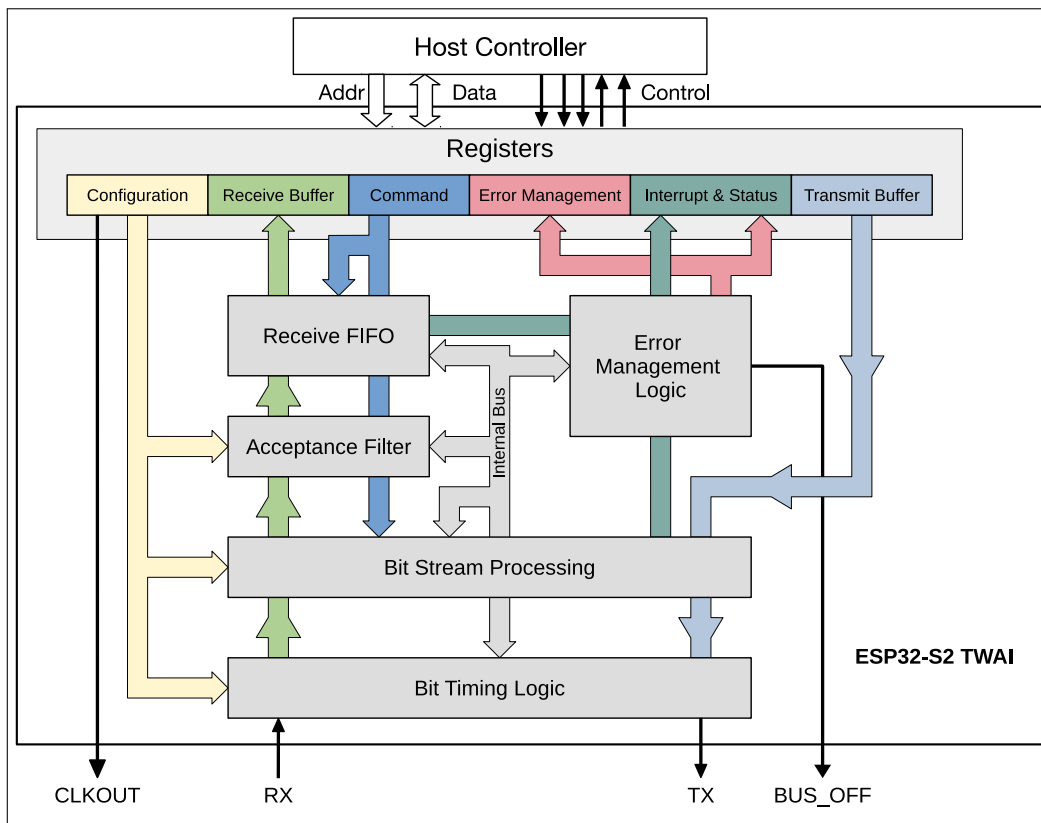 Host Controller
Addr
Data
Control
Registers
Configuration
Receive Buffer
Command
Error Management
Interrupt & Status
Transmit Buffer
Receive FIFO
Error
Management
Logic
Internal Bus
Acceptance Filter
Bit Stream Processing
ESP32-S2 TWAI
Bit Timing Logic
CLKOUT
RX
TX
BUS_OFF